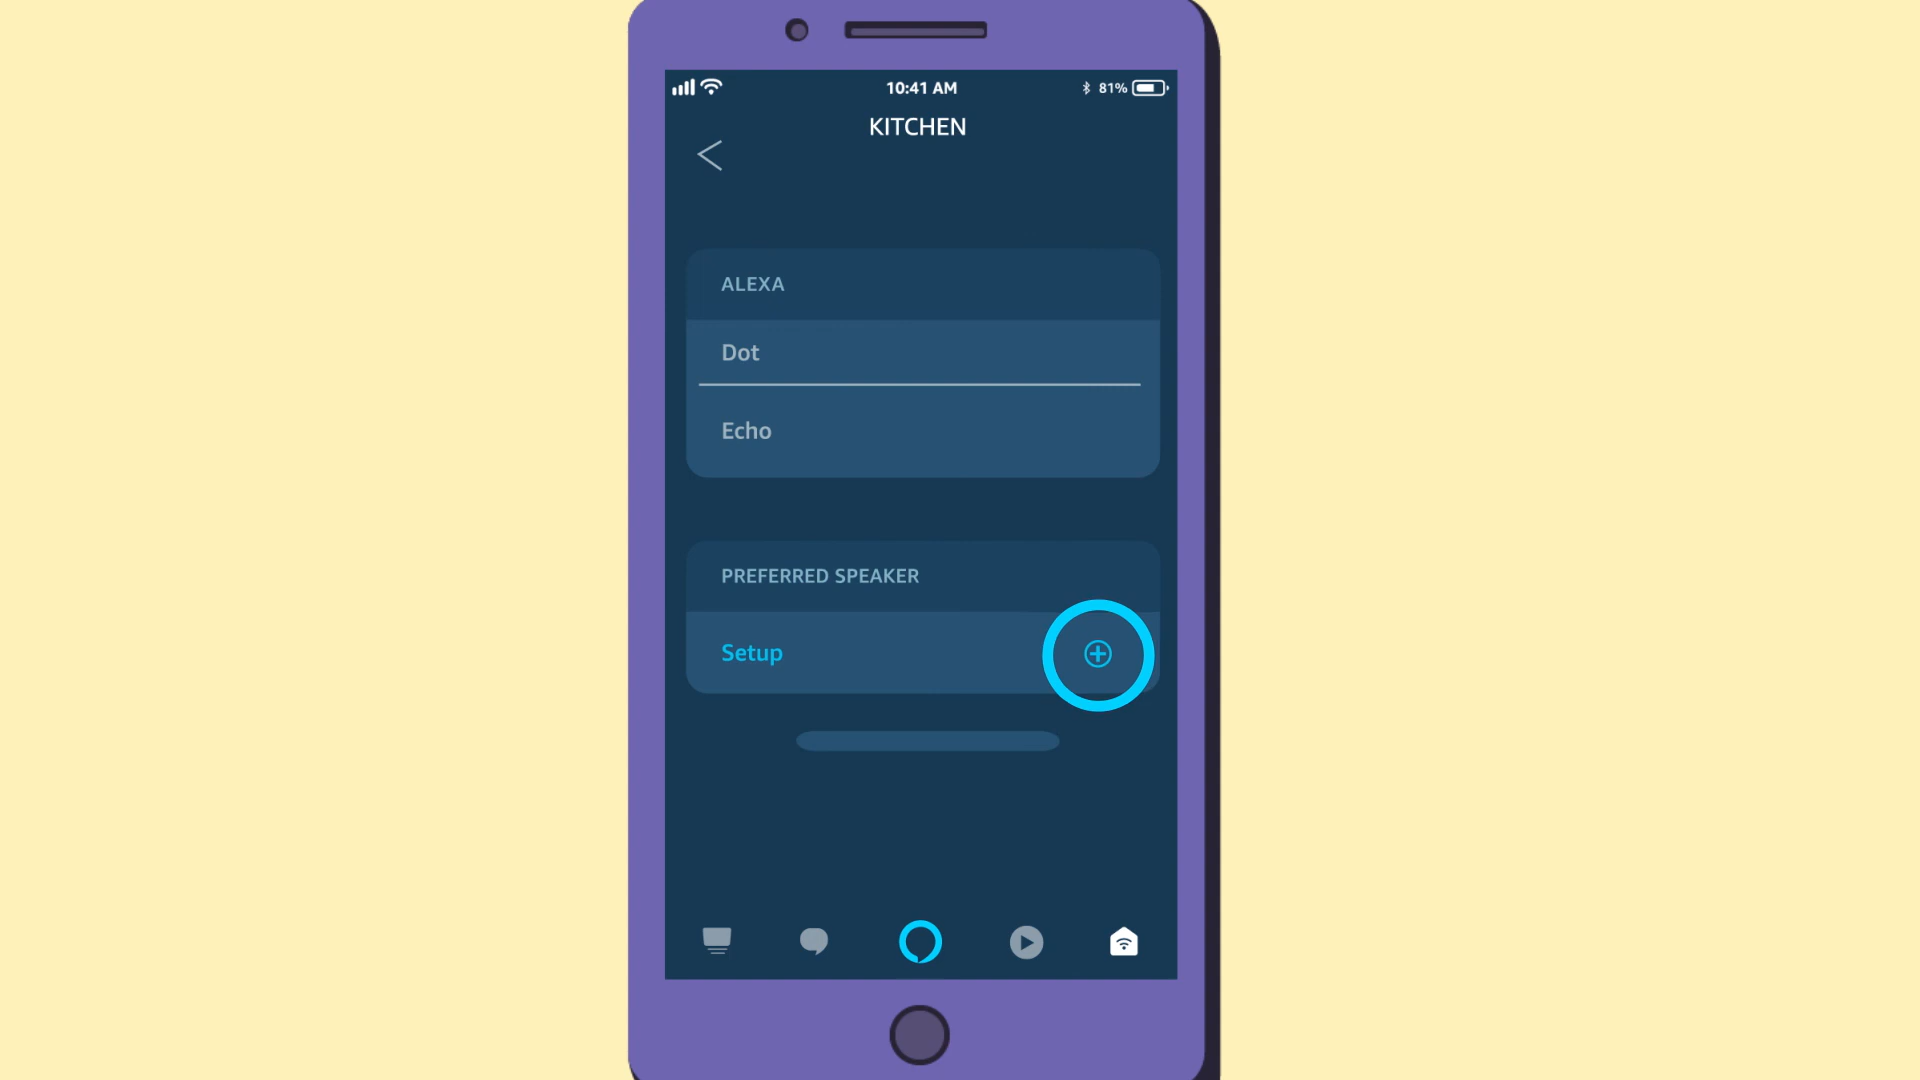 10:41 AM
81%
KITCHEN
ALEXA
Dot
Echo
PREFERRED SPEAKER
Setup